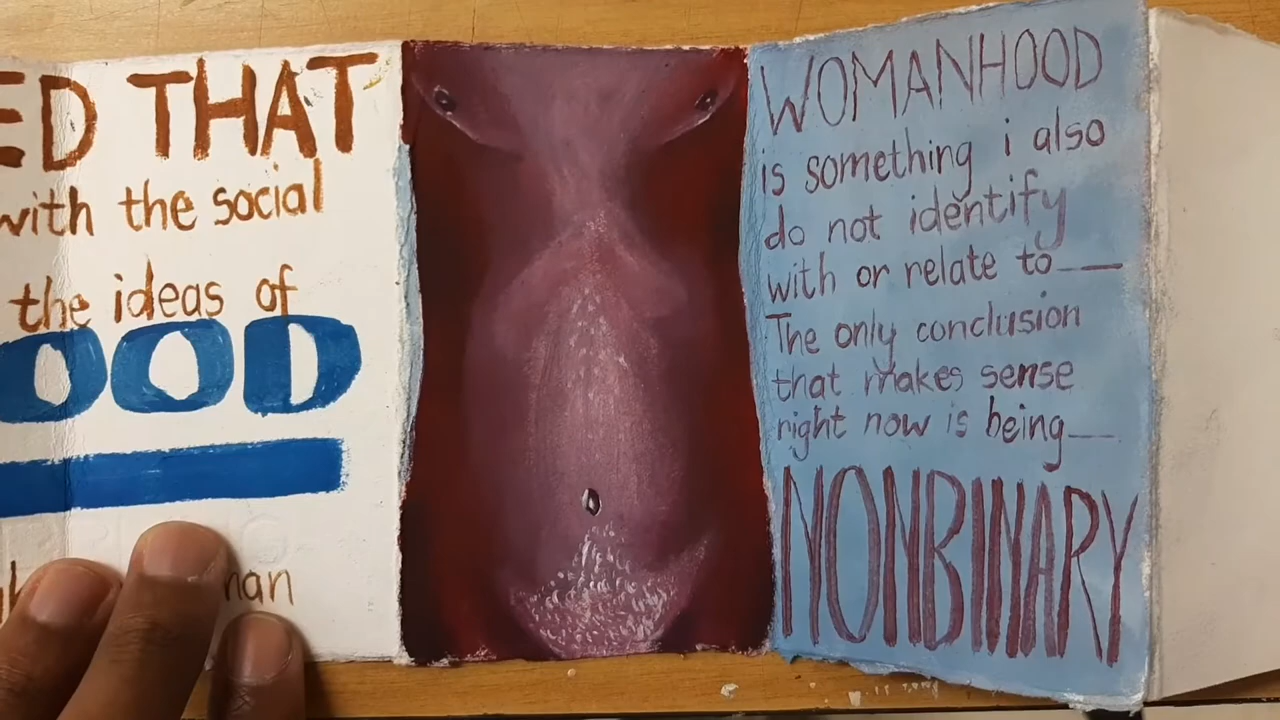 ED THAT
with the social
the ideas of
OOD
nan
WOMANHOOD
is something i also
do not identify
with or relate to—
The only conclusion
that makes sense
right now is being—
NONBINARY